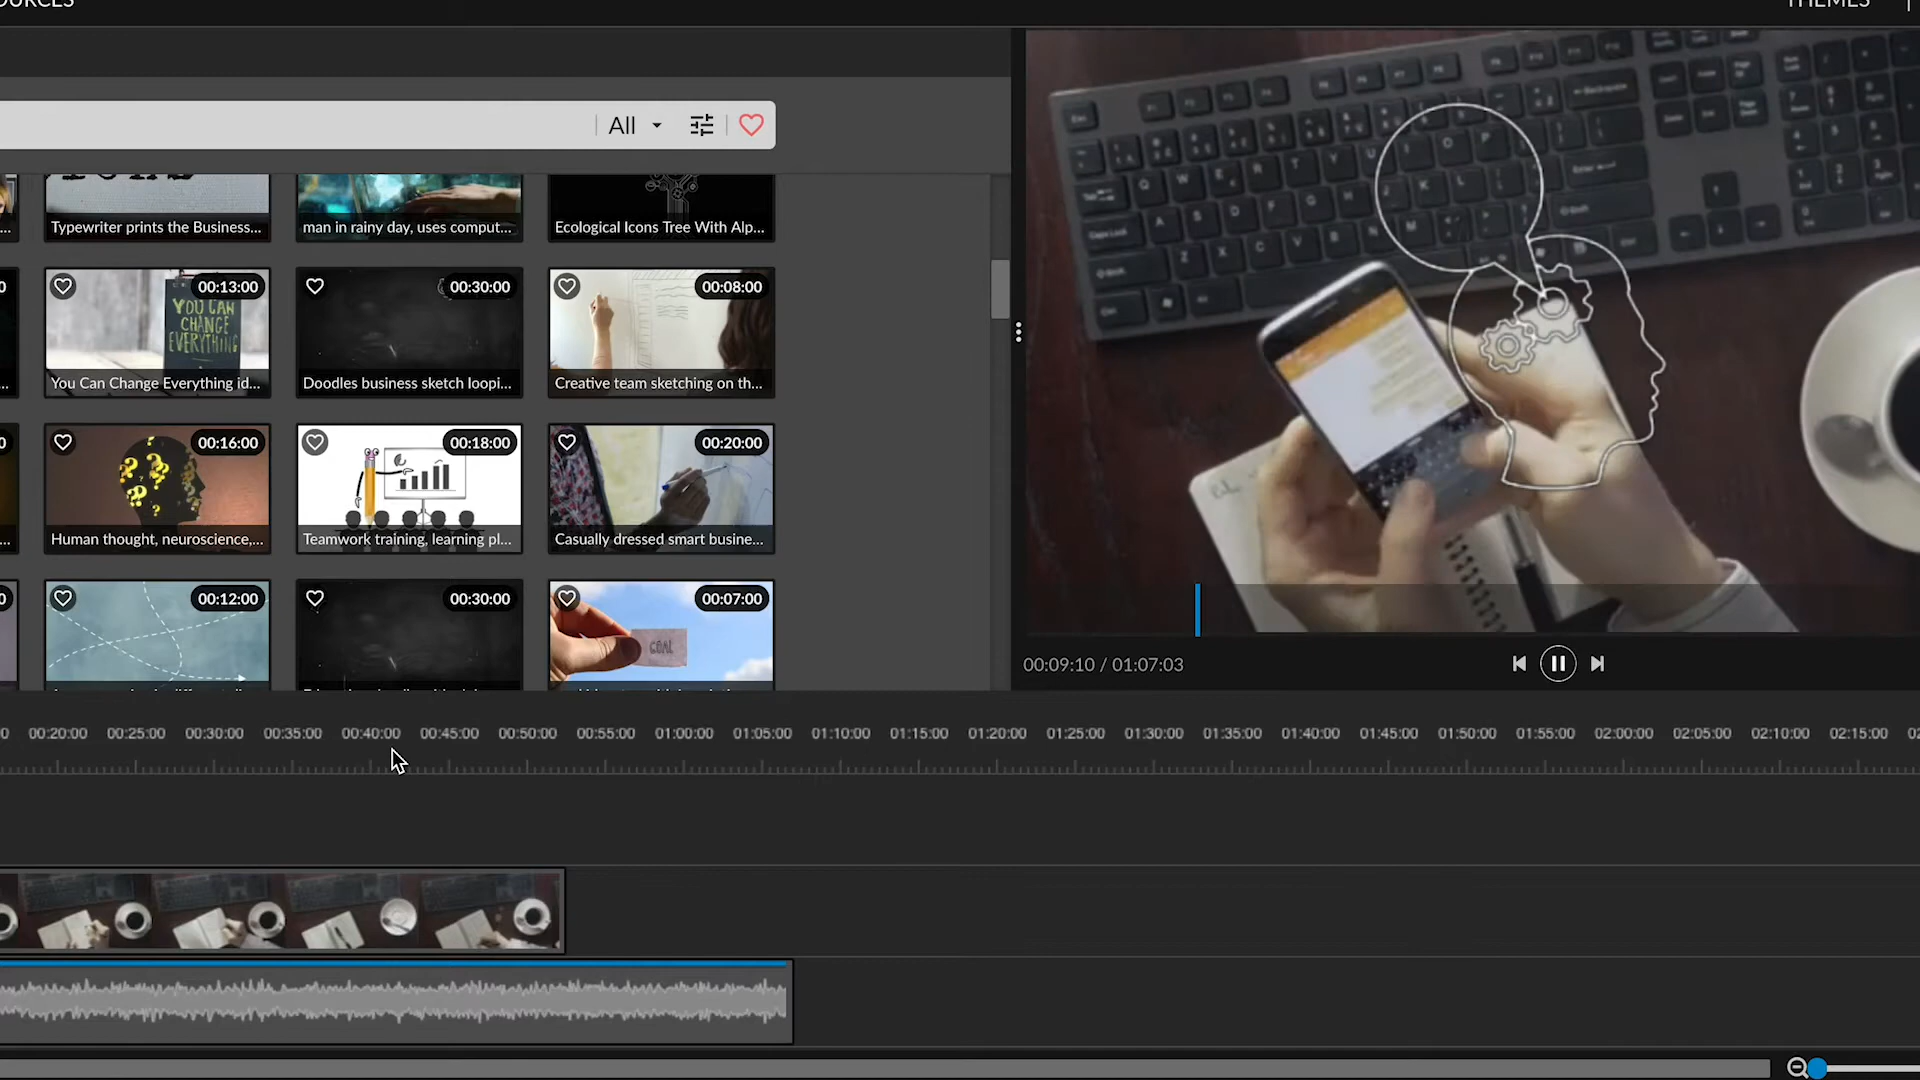 THEMES
All
Typewriter prints the Business...
man in rainy day, uses comput...
Ecological Icons Tree With Alp...
00:13:00
YOU CAN
CHANGE
EVERYTHING
You Can Change Everything id...
00:30:00
Doodles business sketch loopi...
00:08:00
Creative team sketching on th...
00:16:00
Human thought, neuroscience,...
00:18:00
Teamwork training, learning pl...
00:20:00
Casually dressed smart busine...
00:12:00
00:30:00
00:07:00
GOAL
00:09:10 / 01:07:03
00:20:00 00:25:00 00:30:00 00:35:00 00:40:00 00:45:00 00:50:00 00:55:00 01:00:00 01:05:00 01:10:00 01:15:00 01:20:00 01:25:00 01:30:00 01:35:00 01:40:00 01:45:00 01:50:00 01:55:00 02:00:00 02:05:00 02:10:00 02:15:00